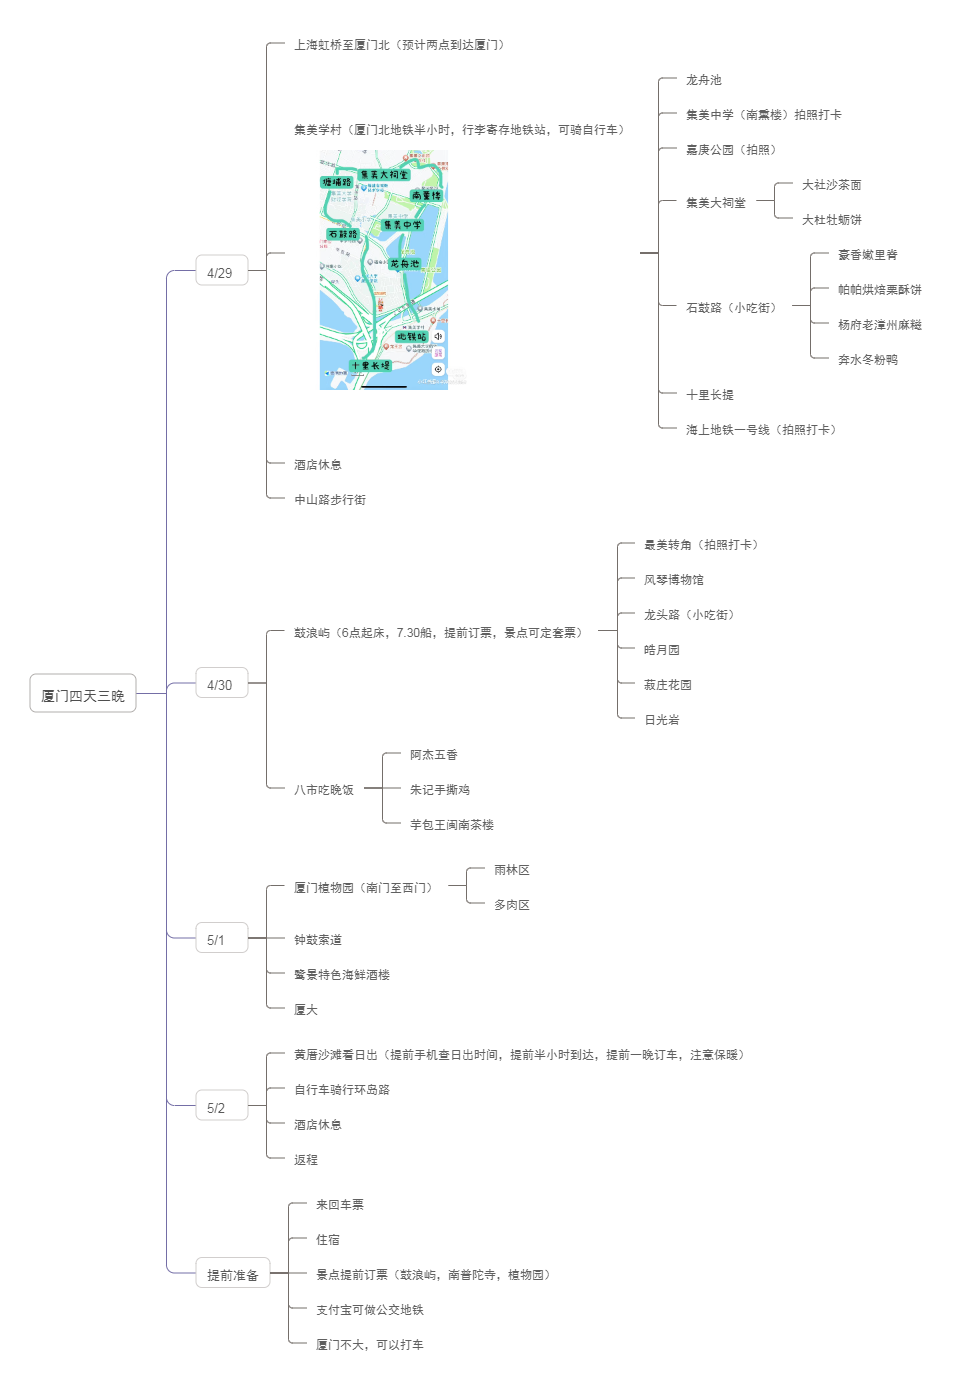 厦门四天三晚
4/29
上海虹桥至厦门北（预计两点到达厦门）
集美学村（厦门北地铁半小时，行李寄存地铁站，可骑自行车）
集美大祠堂
塘埔路
南薰楼
集美中学
石鼓路
龙舟池
北铁站
十里长堤
龙舟池
集美中学（南熏楼）拍照打卡
嘉庚公园（拍照）
集美大祠堂
大社沙茶面
大杜牡蛎饼
石鼓路（小吃街）
豪香嫩里脊
帕帕烘焙栗酥饼
杨府老漳州麻糍
奔水冬粉鸭
十里长提
海上地铁一号线（拍照打卡）
酒店休息
中山路步行街
4/30
鼓浪屿（6点起床，7.30船，提前订票，景点可定套票）
最美转角（拍照打卡）
风琴博物馆
龙头路（小吃街）
皓月园
菽庄花园
日光岩
八市吃晚饭
阿杰五香
朱记手撕鸡
芋包王闽南茶楼
5/1
厦门植物园（南门至西门）
雨林区
多肉区
钟鼓索道
鹭景特色海鲜酒楼
厦大
5/2
黄厝沙滩看日出（提前手机查日出时间，提前半小时到达，提前一晚订车，注意保暖）
自行车骑行环岛路
酒店休息
返程
提前准备
来回车票
住宿
景点提前订票（鼓浪屿，南普陀寺，植物园）
支付宝可做公交地铁
厦门不大，可以打车